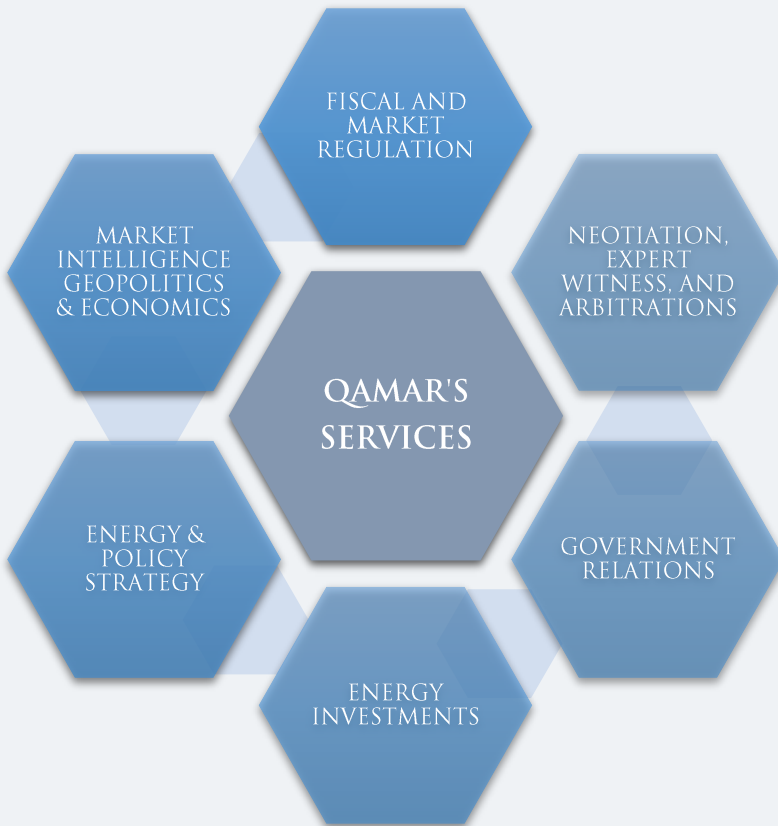 FISCAL AND
MARKET
REGULATION
MARKET
INTELLIGENCE
GEOPOLITICS
& ECONOMICS
NEOTIATION,
EXPERT
WITNESS, AND
ARBITRATIONS
QAMAR'S
SERVICES
ENERGY &
POLICY
STRATEGY
GOVERNMENT
RELATIONS
ENERGY
INVESTMENTS